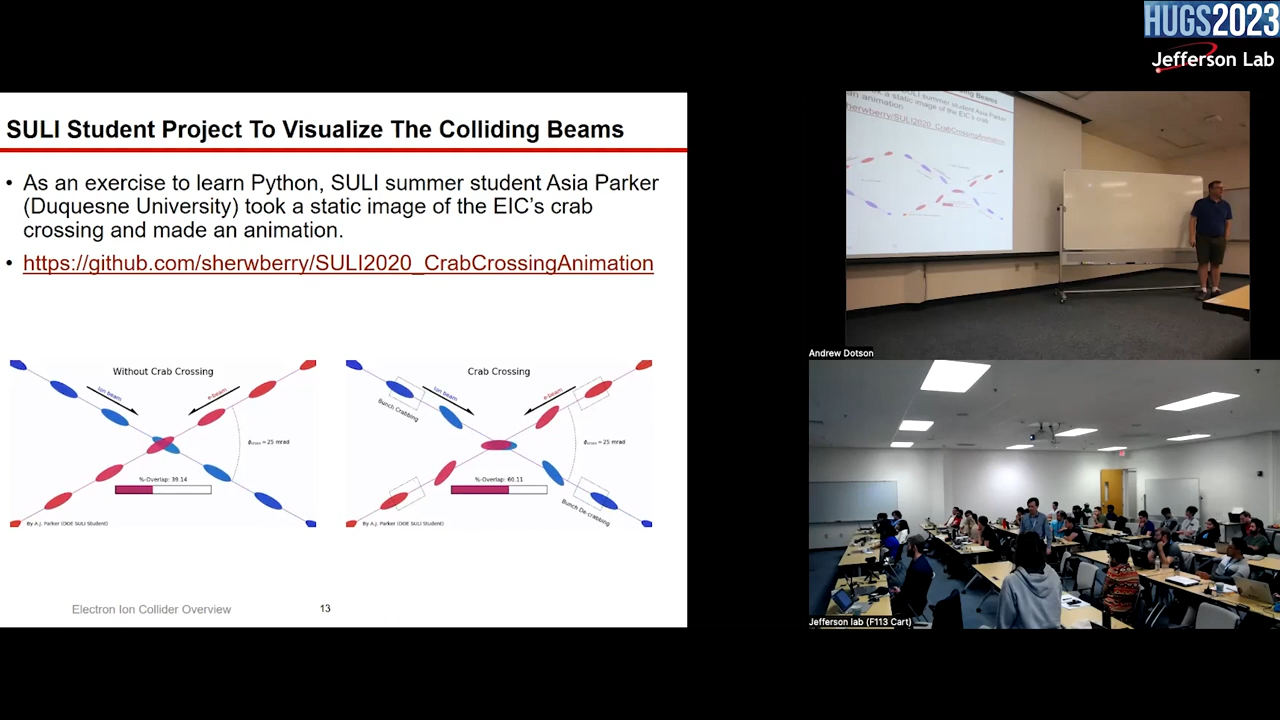 HUGS2023
Jefferson Lab
SULI Student Project To Visualize The Colliding Beams
• As an exercise to learn Python, SULI summer student Asia Parker
(Duquesne University) took a static image of the EIC's crab
crossing and made an animation.
• https://github.com/sherwberry/SULI2020_CrabCrossingAnimation
Without Crab Crossing
Ion beam
e-beam
= 25 mrad
%-Overlap: 39.14
By A.J. Parker (DOE SULI Student)
Crab Crossing
Bunch Crabbing
Ion beam
e-beam
= 25 mrad
%-Overlap: 60.11
Bunch De-crabbing
By A.J. Parker (DOE SULI Student)
Electron Ion Collider Overview
13
Andrew Dotson
Jefferson lab (F113 Cart)